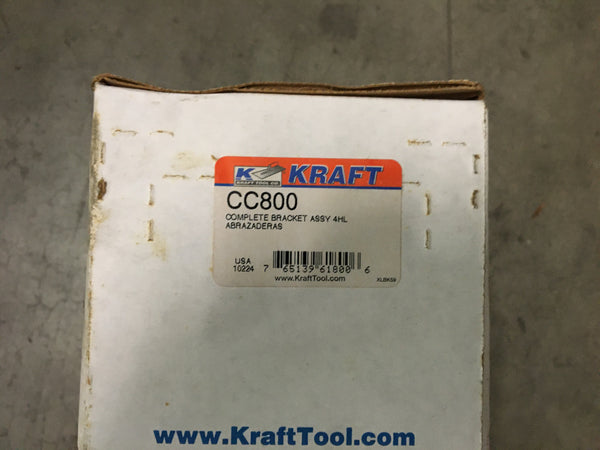 K KRAFT
KRAFT TOOL CO.
CC800
COMPLETE BRACKET ASSY 4HL
ABRAZADERAS
USA
10224
7 65139 61800 6
www.KraftTool.com
XLBK59
www.KraftTool.com